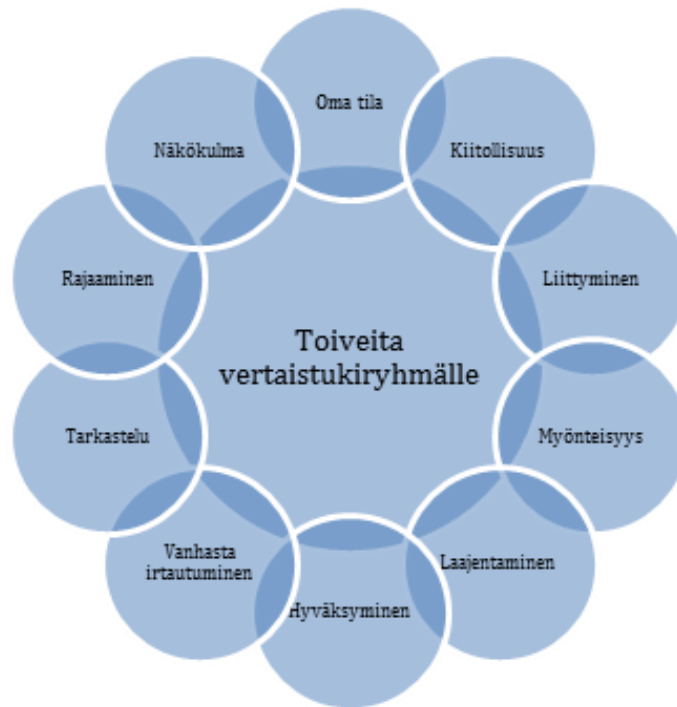 Oma tila
Kiitollisuus
Liittyminen
Myönteisyys
Laajentaminen
Hyväksyminen
Vanhasta
irtautuminen
Tarkastelu
Rajaaminen
Näkökulma
Toiveita
vertaistukiryhmälle